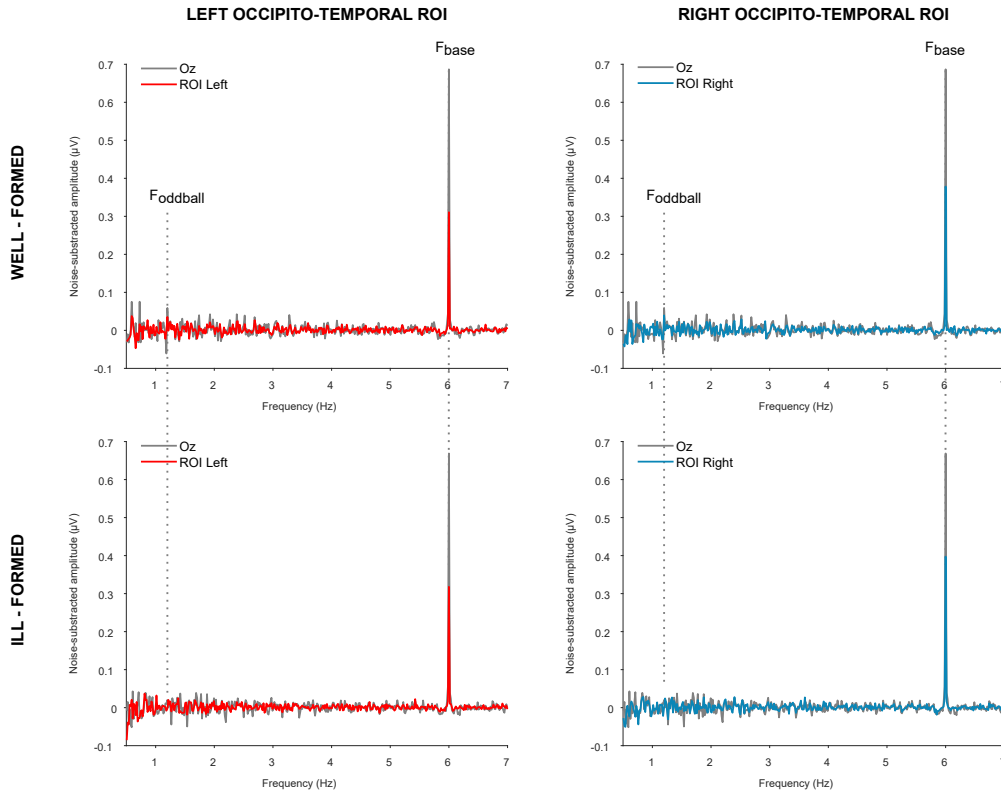 LEFT OCCIPITO-TEMPORAL ROI
RIGHT OCCIPITO-TEMPORAL ROI
WELL - FORMED
Fbase
Oz
ROI Left
Foddball
Noise-substracted amplitude (µV)
0.7
0.6
0.5
0.4
0.3
0.2
0.1
0
-0.1
1 2 3 4 5 6 7
Frequency (Hz)
Fbase
Oz
ROI Right
Foddball
Noise-substracted amplitude (µV)
0.7
0.6
0.5
0.4
0.3
0.2
0.1
0
-0.1
1 2 3 4 5 6 7
Frequency (Hz)
ILL - FORMED
Oz
ROI Left
Noise-substracted amplitude (µV)
0.7
0.6
0.5
0.4
0.3
0.2
0.1
0
-0.1
1 2 3 4 5 6 7
Frequency (Hz)
Oz
ROI Right
Noise-substracted amplitude (µV)
0.7
0.6
0.5
0.4
0.3
0.2
0.1
0
-0.1
1 2 3 4 5 6 7
Frequency (Hz)